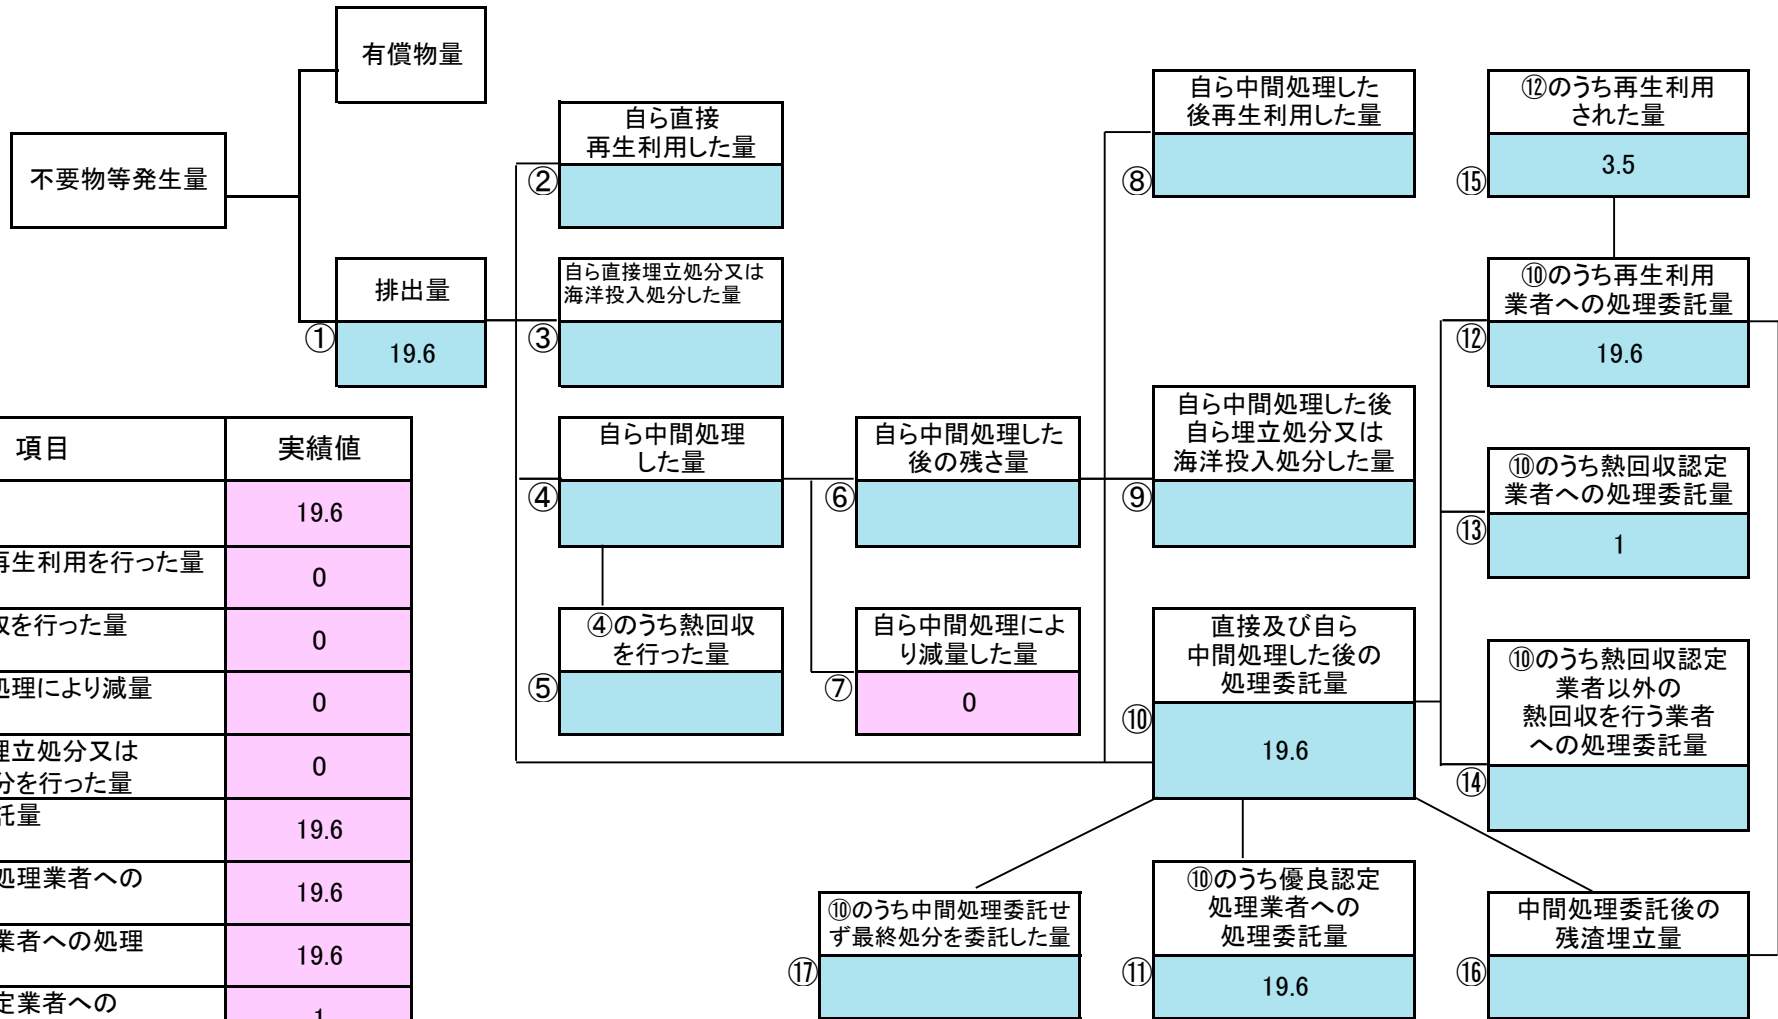 有償物量
不要物等発生量
排出量
①
19.6
自ら直接
再生利用した量
②
自ら直接埋立処分又は
海洋投入処分した量
③
自ら中間処理
した量
④
④のうち熱回収
を行った量
⑤
自ら中間処理した
後の残さ量
⑥
自ら中間処理によ
り減量した量
⑦
0
自ら中間処理した
後再生利用した量
⑧
自ら中間処理した後
自ら埋立処分又は
海洋投入処分した量
⑨
直接及び自ら
中間処理した後の
処理委託量
⑩
19.6
⑩のうち優良認定
処理業者への
処理委託量
⑪
19.6
⑩のうち中間処理委託せ
ず最終処分を委託した量
⑰
⑫のうち再生利用
された量
⑮
3.5
⑩のうち再生利用
業者への処理委託量
⑫
19.6
⑩のうち熱回収認定
業者への処理委託量
⑬
1
⑩のうち熱回収認定
業者以外の
熱回収を行う業者
への処理委託量
⑭
中間処理委託後の
残渣埋立量
⑯
項目
実績値
19.6
再生利用を行った量
0
収を行った量
0
処理により減量
0
埋立処分又は
分を行った量
0
託量
19.6
処理業者への
19.6
業者への処理
19.6
定業者への
1